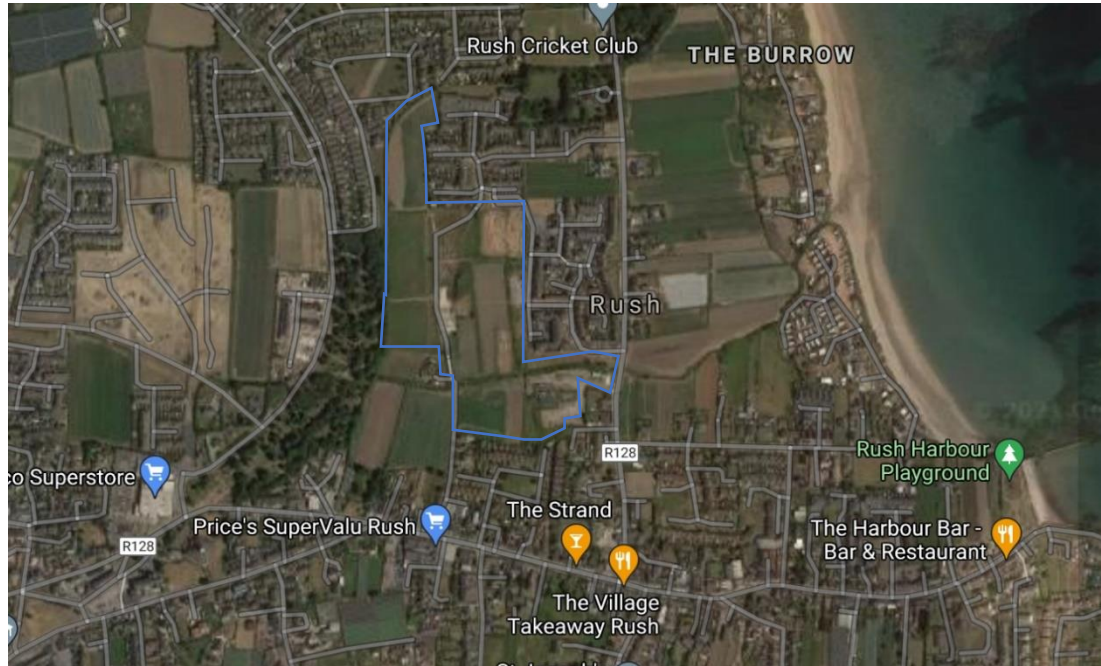 Rush Cricket Club
THE BURROW
Rush
R128
Rush Harbour
Playground
co Superstore
Price's SuperValu Rush
The Strand
The Harbour Bar -
Bar & Restaurant
R128
The Village
Takeaway Rush